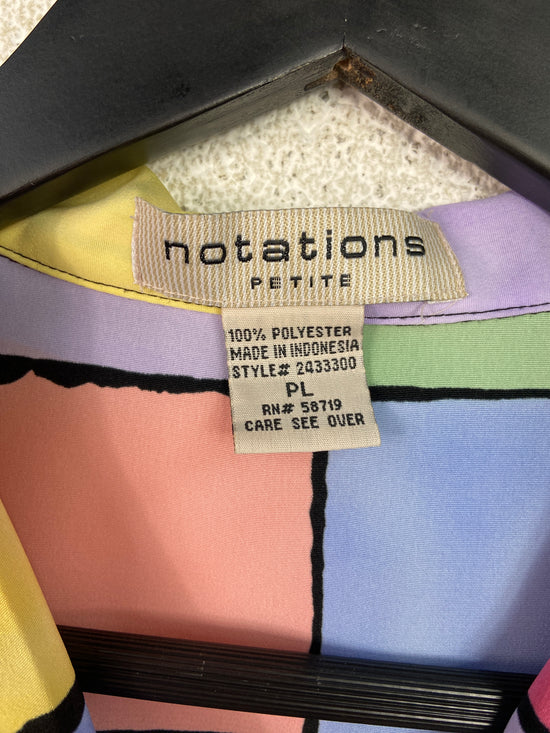 notations
PETITE
100% POLYESTER
MADE IN INDONESIA
STYLE# 2433300
PL
RN# 58719
CARE SEE OVER